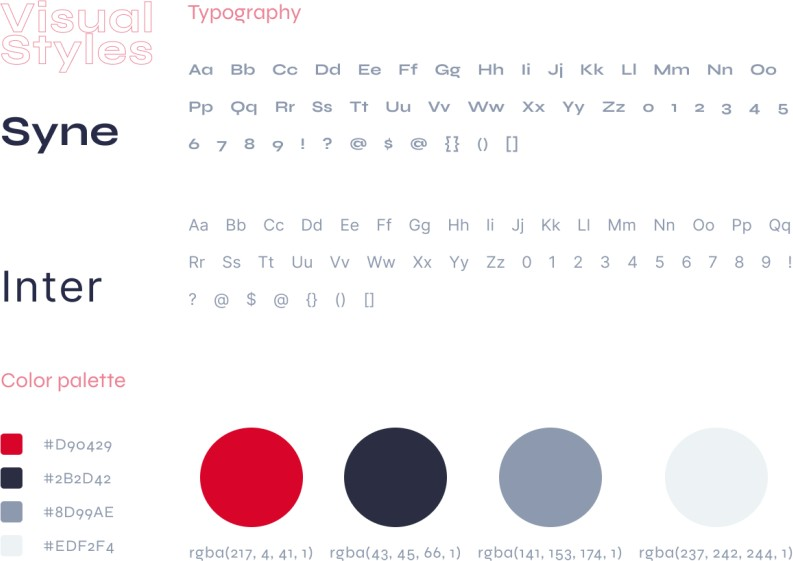 Visual
Styles
Typography
Syne
Aa Bb Cc Dd Ee Ff Gg Hh Ii Jj Kk Ll Mm Nn Oo
Pp Qq Rr Ss Tt Uu Vv Ww Xx Yy Zz 0 1 2 3 4 5
6 7 8 9 ! ? @ $ @ {} () []
Inter
Aa Bb Cc Dd Ee Ff Gg Hh Ii Jj Kk Ll Mm Nn Oo Pp Qq
Rr Ss Tt Uu Vv Ww Xx Yy Zz 0 1 2 3 4 5 6 7 8 9 !
? @ $ @ {} () []
Color palette
#D90429
#2B2D42
#8D99AE
#EDF2F4
rgba(217, 4, 41, 1) rgba(43, 45, 66, 1) rgba(141, 153, 174, 1) rgba(237, 242, 244, 1)